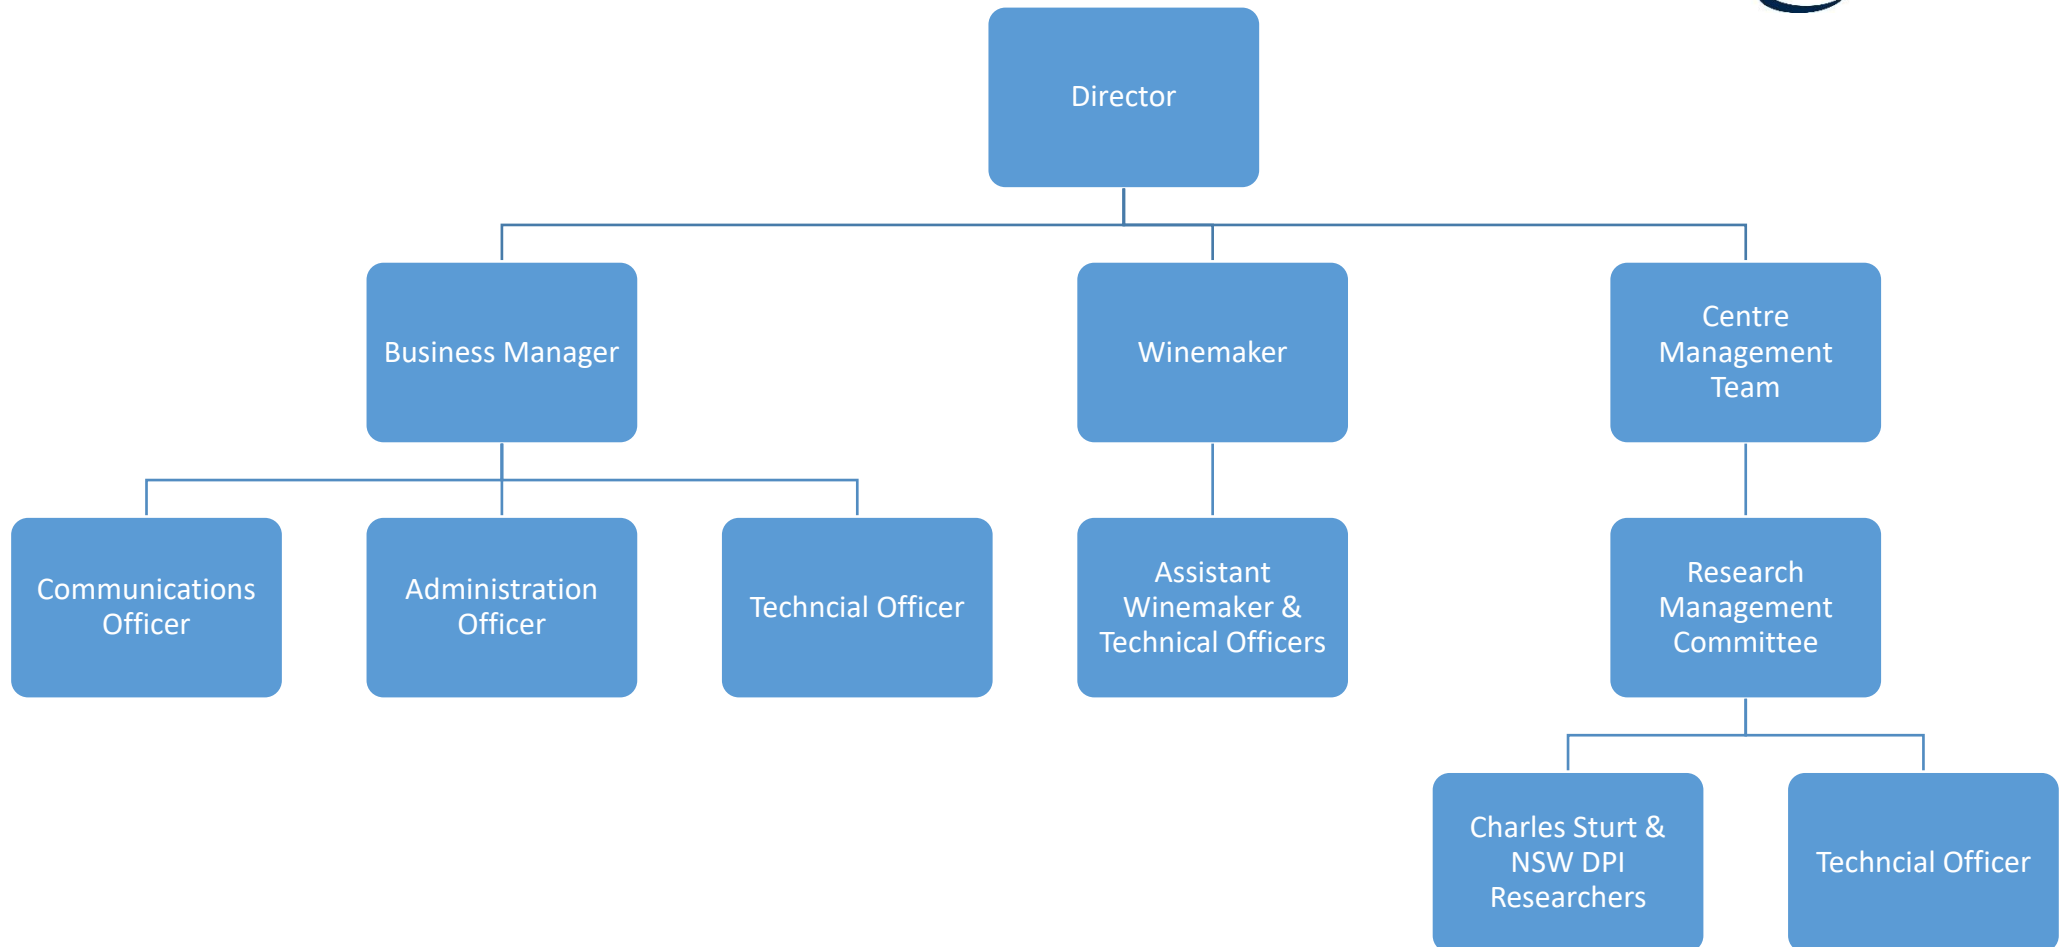 Director
Business Manager
Winemaker
Centre
Management
Team
Communications
Officer
Administration
Officer
Techncial Officer
Assistant
Winemaker &
Technical Officers
Research
Management
Committee
Charles Sturt &
NSW DPI
Researchers
Techncial Officer